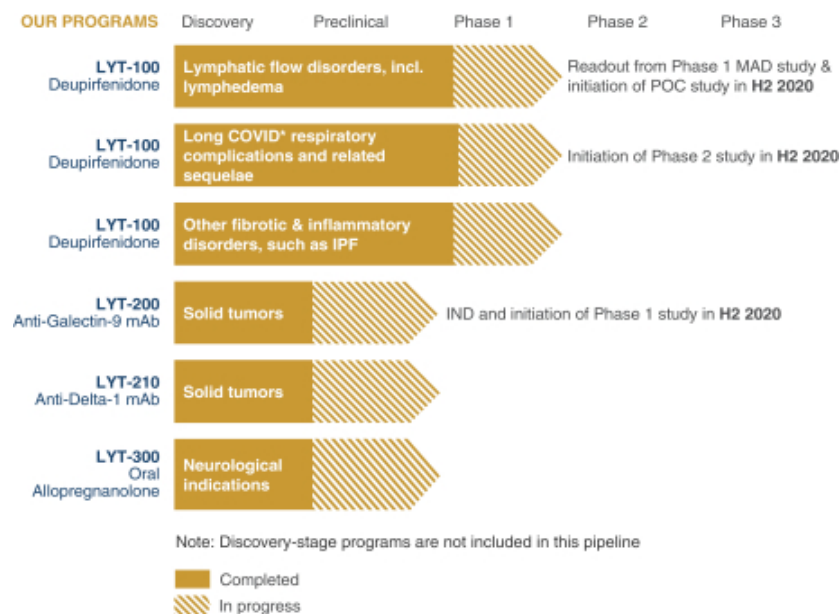 OUR PROGRAMS Discovery Preclinical Phase 1 Phase 2 Phase 3
LYT-100
Deupirfenidone
Lymphatic flow disorders, incl.
lymphedema
Readout from Phase 1 MAD study &
initiation of POC study in H2 2020
LYT-100
Deupirfenidone
Long COVID* respiratory
complications and related
sequelae
Initiation of Phase 2 study in H2 2020
LYT-100
Deupirfenidone
Other fibrotic & inflammatory
disorders, such as IPF
LYT-200
Anti-Galectin-9 mAb
Solid tumors
IND and initiation of Phase 1 study in H2 2020
LYT-210
Anti-Delta-1 mAb
Solid tumors
LYT-300
Oral
Allopregnanolone
Neurological
indications
Note: Discovery-stage programs are not included in this pipeline
Completed
In progress